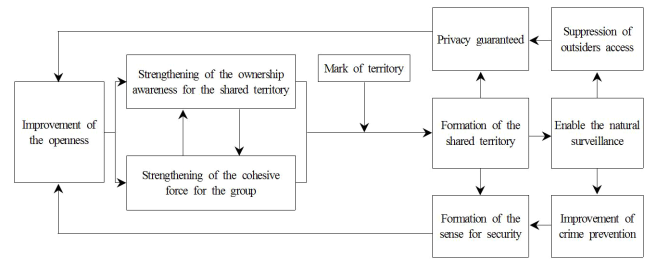 Privacy guaranteed
Suppression of
outsiders access
Strengthening of the ownership
awareness for the shared territory
Mark of territory
Improvement of
the openness
Formation of the
shared territory
Enable the natural
surveillance
Strengthening of the cohesive
force for the group
Formation of the
sense for security
Improvement of
crime prevention